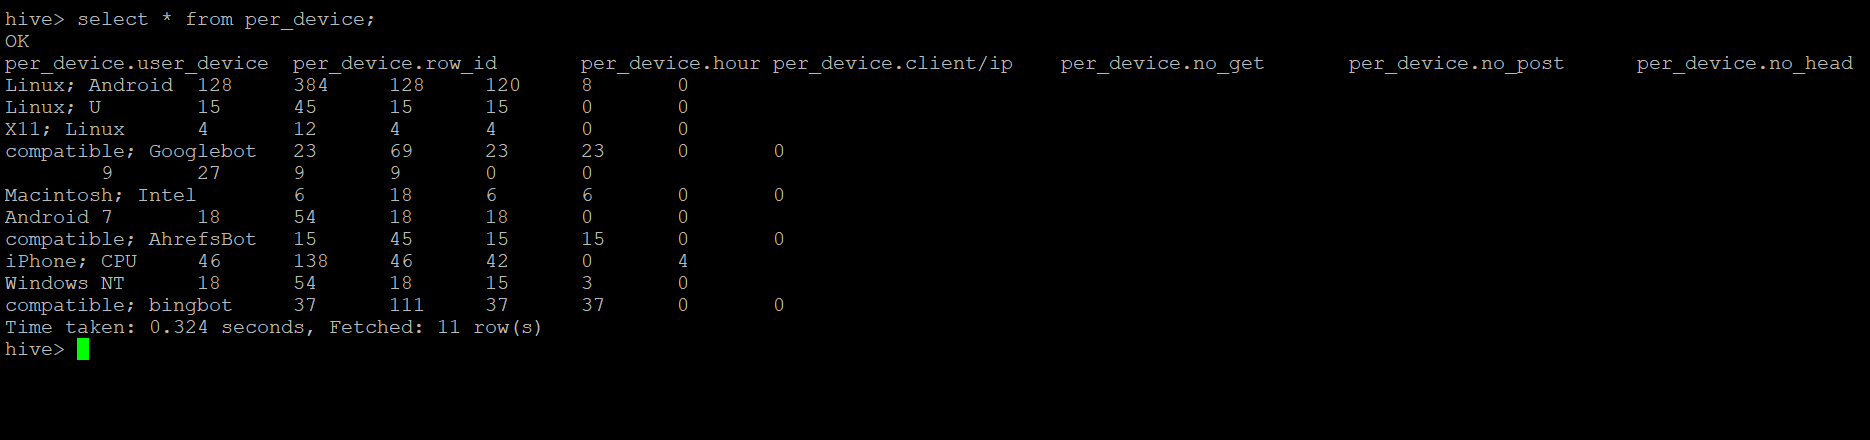 hive> select * from per_device;
OK
per_device.user_device  per_device.row_id       per_device.hour per_device.client/ip    per_device.no_get       per_device.no_post      per_device.no_head
Linux; Android  128     384     128     120     8       0
Linux; U        15      45      15      15      0       0
X11; Linux      4       12      4       4       0       0
compatible; Googlebot   23      69      23      23      0       0
        9       27      9       9       0       0
Macintosh; Intel        6       18      6       6       0       0
Android 7       18      54      18      18      0       0
compatible; AhrefsBot   15      45      15      15      0       0
iPhone; CPU     46      138     46      42      0       4
Windows NT      18      54      18      15      3       0
compatible; bingbot     37      111     37      37      0       0
Time taken: 0.324 seconds, Fetched: 11 row(s)
hive>